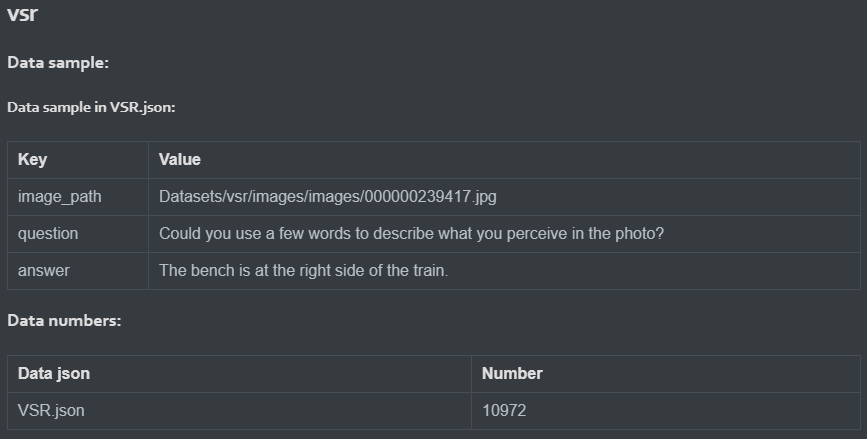 vsr
Data sample:
Data sample in VSR.json:
Key Value
image_path Datasets/vsr/images/images/000000239417.jpg
question Could you use a few words to describe what you perceive in the photo?
answer The bench is at the right side of the train.
Data numbers:
Data json Number
VSR.json 10972